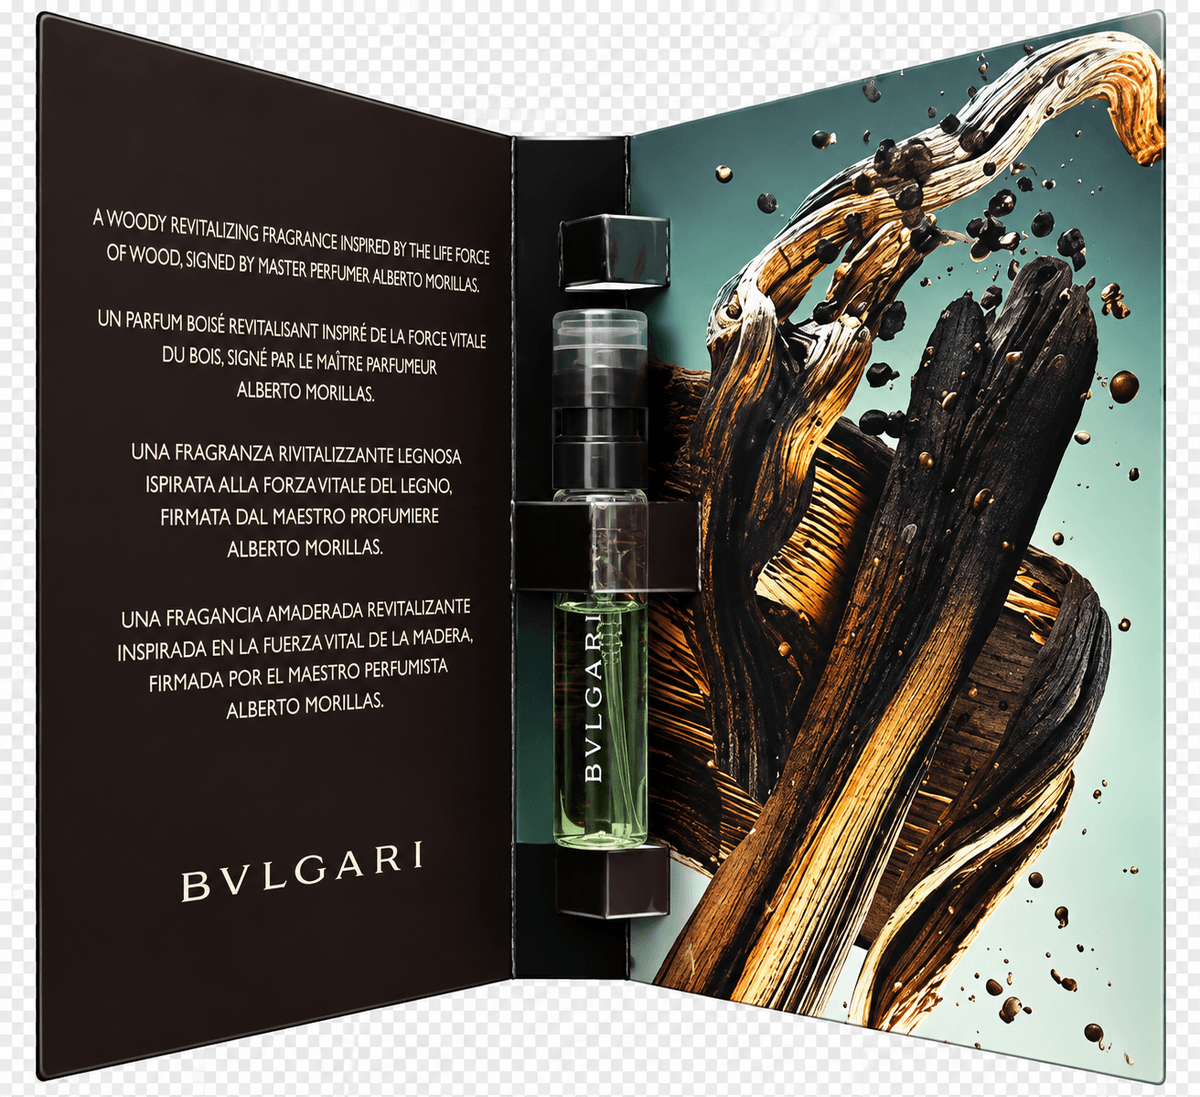 A WOODY REVITALIZING FRAGRANCE INSPIRED BY THE LIFE FORCE
OF WOOD, SIGNED BY MASTER PERFUMER ALBERTO MORILLAS.
UN PARFUM BOISÉ REVITALISANT INSPIRÉ DE LA FORCE VITALE
DU BOIS, SIGNÉ PAR LE MAÎTRE PARFUMEUR
ALBERTO MORILLAS.
UNA FRAGRANZA RIVITALIZZANTE LEGNOSA
ISPIRATA ALLA FORZA VITALE DEL LEGNO,
FIRMATA DAL MAESTRO PROFUMIERE
ALBERTO MORILLAS.
UNA FRAGANCIA AMADERADA REVITALIZANTE
INSPIRADA EN LA FUERZA VITAL DE LA MADERA,
FIRMADA POR EL MAESTRO PERFUMISTA
ALBERTO MORILLAS.
BVLGARI
BVLGARI